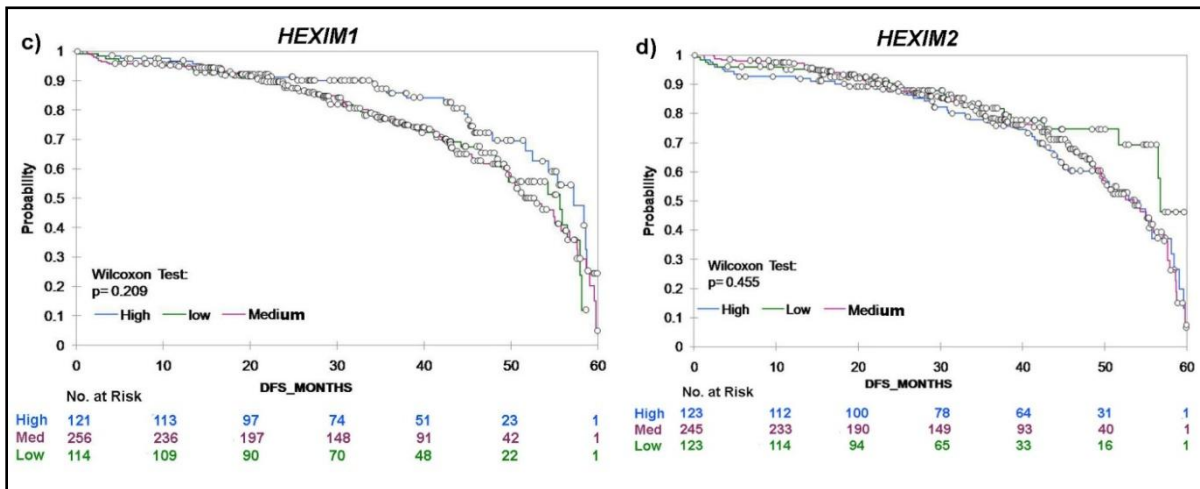 c)
HEXIM1
1
0.9
0.8
0.7
0.6
0.5
0.4
0.3
0.2
0.1
0
Probability
Wilcoxon Test:
p= 0.209
High low Medium
0 10 20 30 40 50 60
DFS_MONTHS
No. at Risk
High 121 113 97 74 51 23 1
Med 256 236 197 148 91 42 1
Low 114 109 90 70 48 22 1
d)
HEXIM2
1
0.9
0.8
0.7
0.6
0.5
0.4
0.3
0.2
0.1
0
Probability
Wilcoxon Test:
p= 0.455
High Low Medium
0 10 20 30 40 50 60
DFS_MONTHS
No. at Risk
High 123 112 100 78 64 31 1
Med 245 233 190 149 93 40 1
Low 123 114 94 65 33 16 1